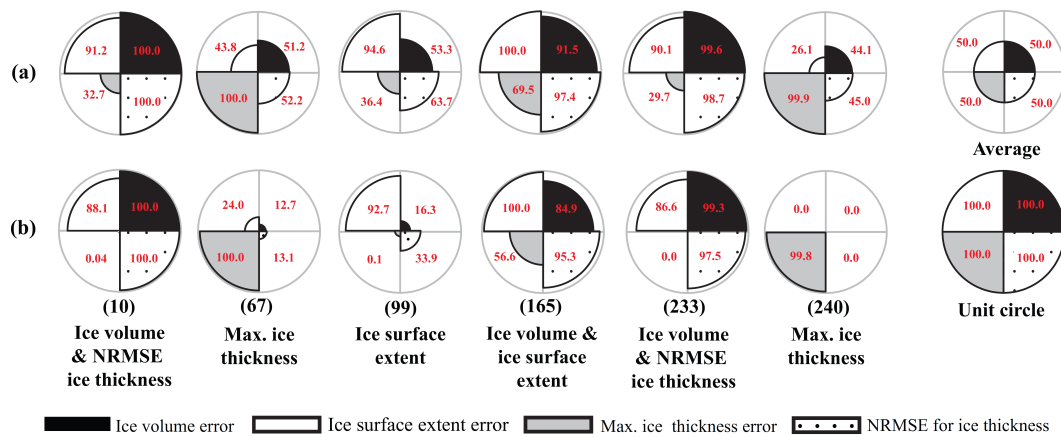 91.2 100.0 43.8 51.2 94.6 53.3 100.0 91.5 90.1 99.6 26.1 44.1 50.0 50.0
(a)
32.7 100.0 100.0 52.2 36.4 63.7 69.5 97.4 29.7 98.7 99.9 45.0 50.0 50.0
Average
88.1 100.0 24.0 12.7 92.7 16.3 100.0 84.9 86.6 99.3 0.0 0.0 100.0 100.0
(b)
0.04 100.0 100.0 13.1 0.1 33.9 56.6 95.3 0.0 97.5 99.8 0.0 100.0 100.0
(10) (67) (99) (165) (233) (240) Unit circle
Ice volume Max. ice Ice surface Ice volume & Ice volume Max. ice
& NRMSE thickness extent ice surface & NRMSE thickness
ice thickness extent ice thickness
Ice volume error Ice surface extent error Max. ice thickness error NRMSE for ice thickness